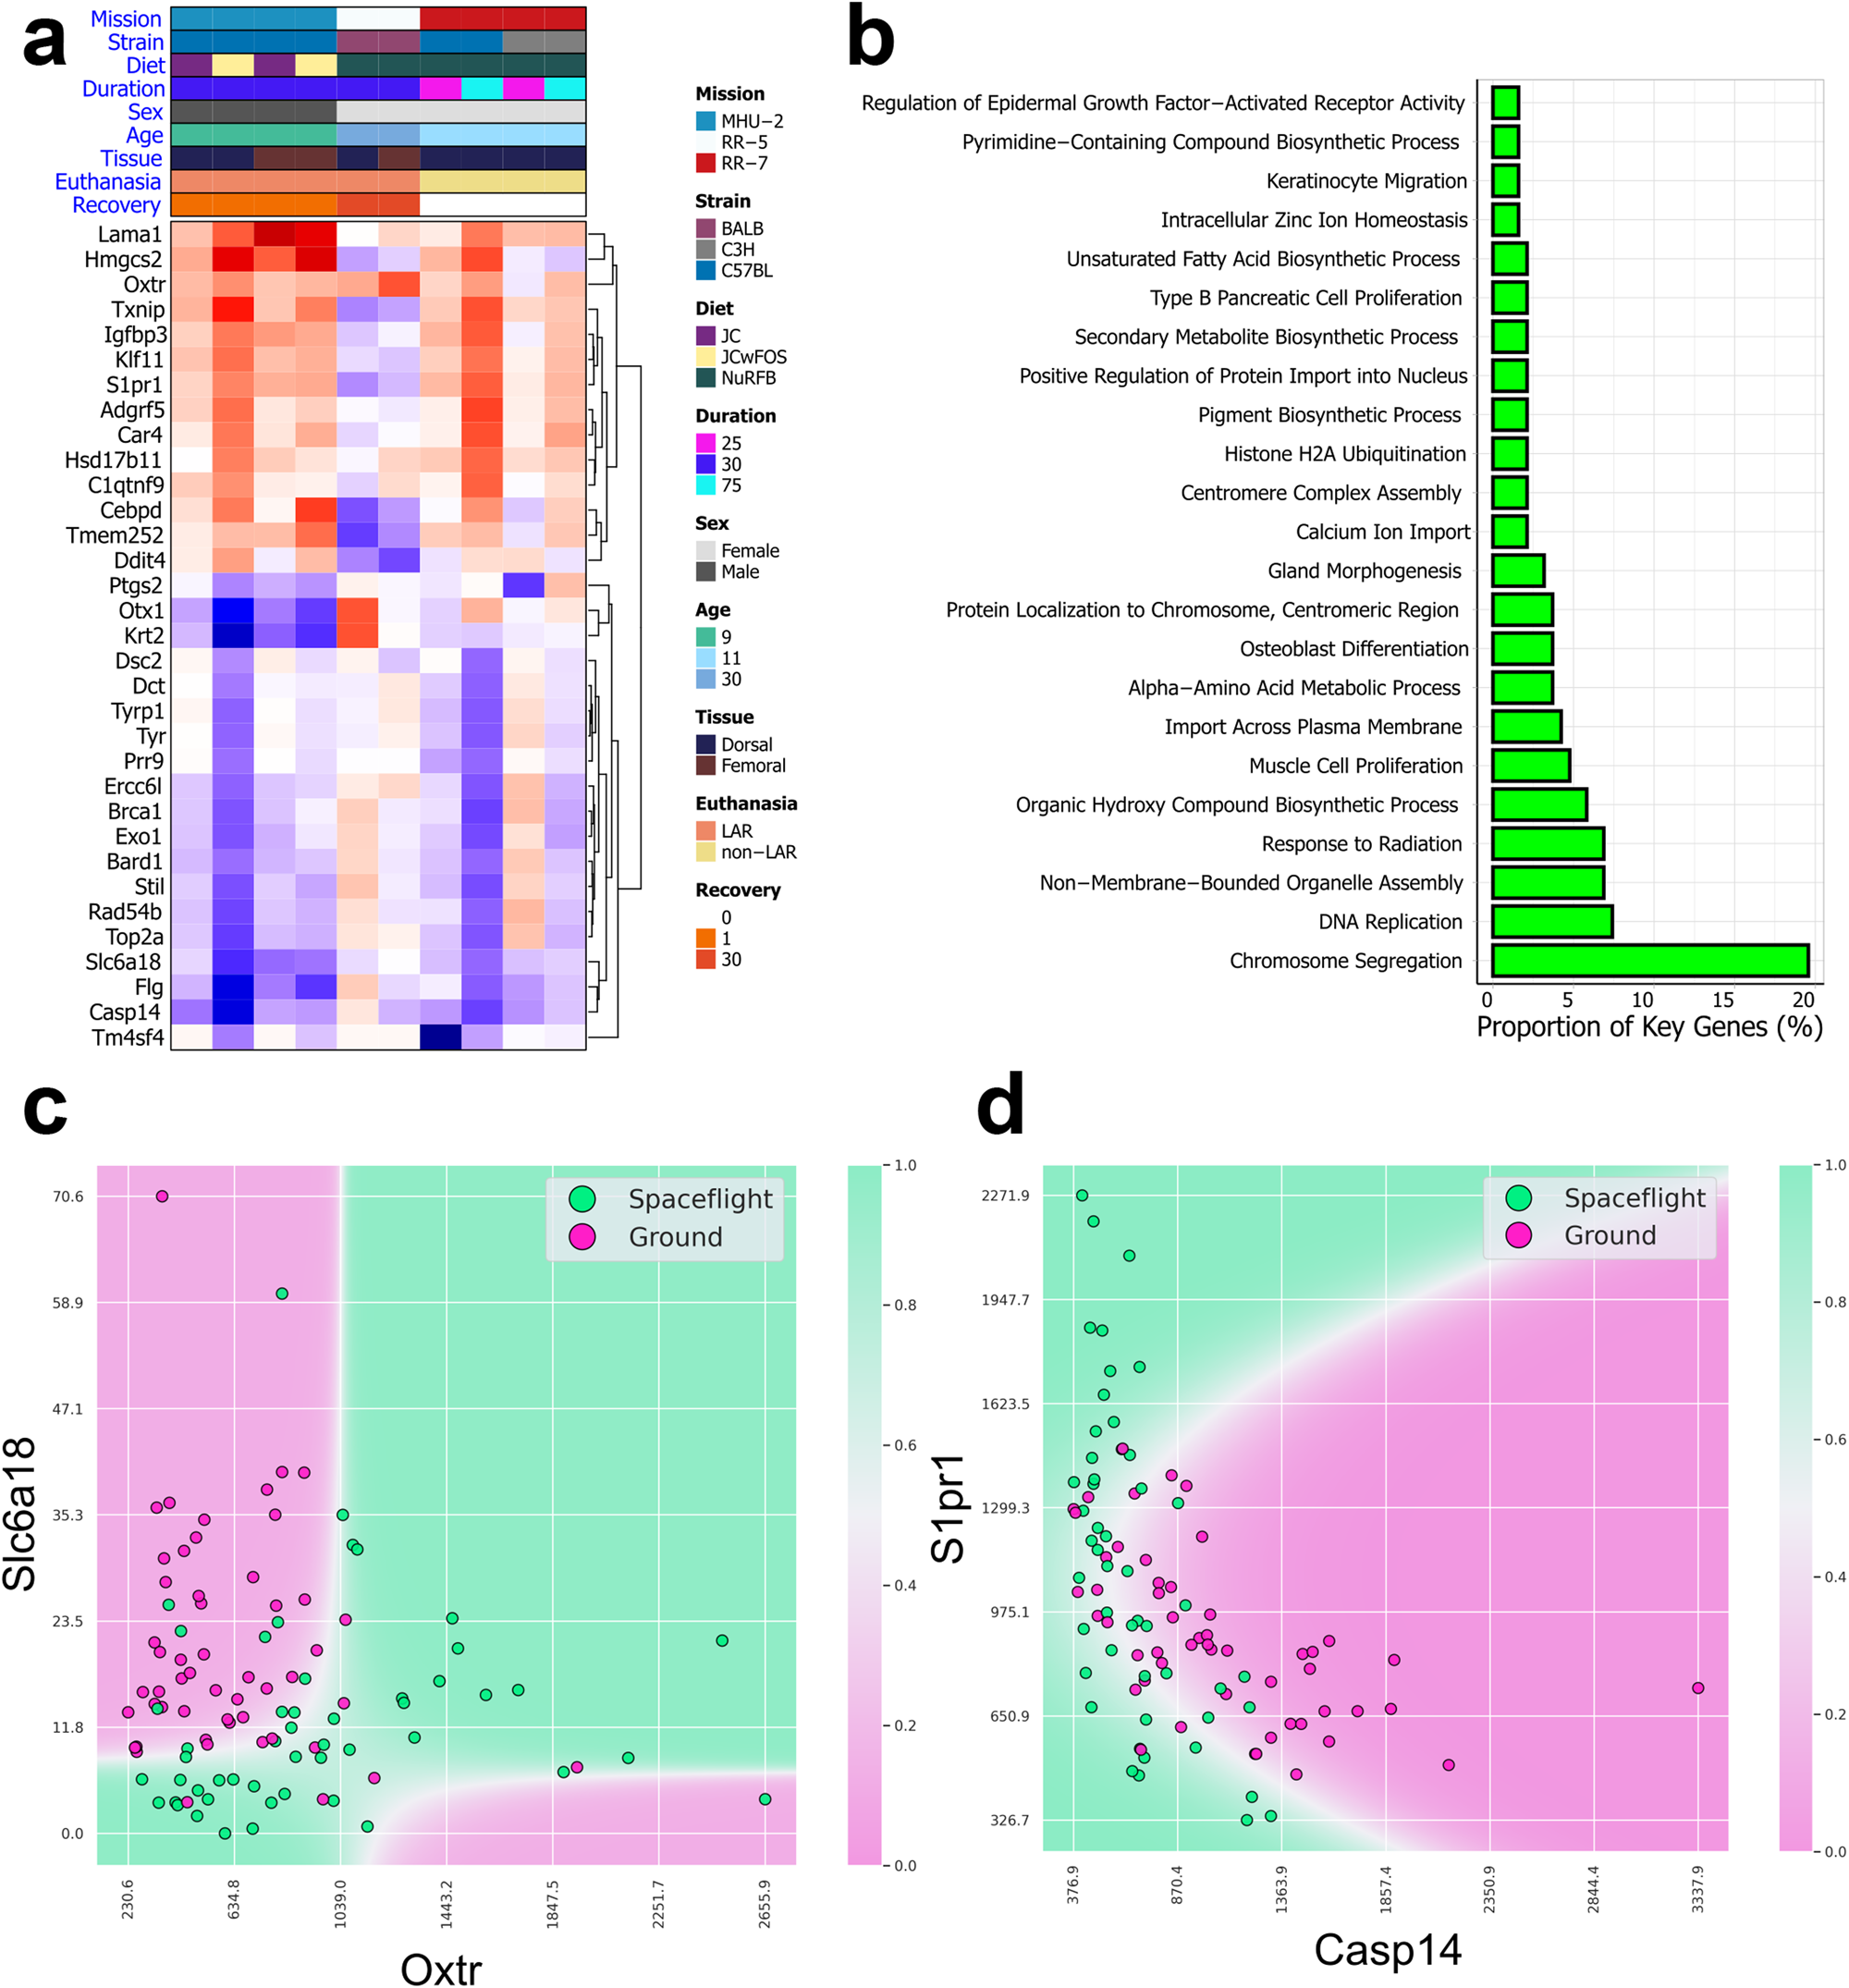 a
Mission
Strain
Diet
Duration
Sex
Age
Tissue
Euthanasia
Recovery
Lama1
Hmgcs2
Oxtr
Txnip
Igfbp3
Klf11
S1pr1
Adgrf5
Car4
Hsd17b11
C1qtnf9
Cebpd
Tmem252
Ddit4
Ptgs2
Otx1
Krt2
Dsc2
Dct
Tyrp1
Tyr
Prr9
Ercc6l
Brca1
Exo1
Bard1
Stil
Rad54b
Top2a
Slc6a18
Flg
Casp14
Tm4sf4
Mission
MHU−2
RR−5
RR−7
Strain
BALB
C3H
C57BL
Diet
JC
JCwFOS
NuRFB
Duration
25
30
75
Sex
Female
Male
Age
9
11
30
Tissue
Dorsal
Femoral
Euthanasia
LAR
non−LAR
Recovery
0
1
30
b
Regulation of Epidermal Growth Factor−Activated Receptor Activity
Pyrimidine−Containing Compound Biosynthetic Process
Keratinocyte Migration
Intracellular Zinc Ion Homeostasis
Unsaturated Fatty Acid Biosynthetic Process
Type B Pancreatic Cell Proliferation
Secondary Metabolite Biosynthetic Process
Positive Regulation of Protein Import into Nucleus
Pigment Biosynthetic Process
Histone H2A Ubiquitination
Centromere Complex Assembly
Calcium Ion Import
Gland Morphogenesis
Protein Localization to Chromosome, Centromeric Region
Osteoblast Differentiation
Alpha−Amino Acid Metabolic Process
Import Across Plasma Membrane
Muscle Cell Proliferation
Organic Hydroxy Compound Biosynthetic Process
Response to Radiation
Non−Membrane−Bounded Organelle Assembly
DNA Replication
Chromosome Segregation
0 5 10 15 20
Proportion of Key Genes (%)
c
Slc6a18
70.6
58.9
47.1
35.3
23.5
11.8
0.0
Spaceflight
Ground
230.6 634.8 1039.0 1443.2 1847.5 2251.7 2655.9
Oxtr
1.0
0.8
0.6
0.4
0.2
0.0
d
S1pr1
2271.9
1947.7
1623.5
1299.3
975.1
650.9
326.7
Spaceflight
Ground
376.9 870.4 1363.9 1857.4 2350.9 2844.4 3337.9
Casp14
1.0
0.8
0.6
0.4
0.2
0.0